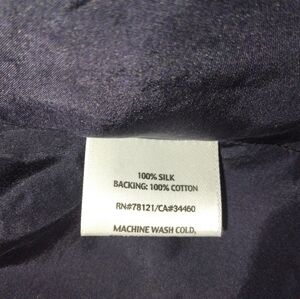 100% SILK
BACKING: 100% COTTON
RN#78121/CA#34460
MACHINE WASH COLD,